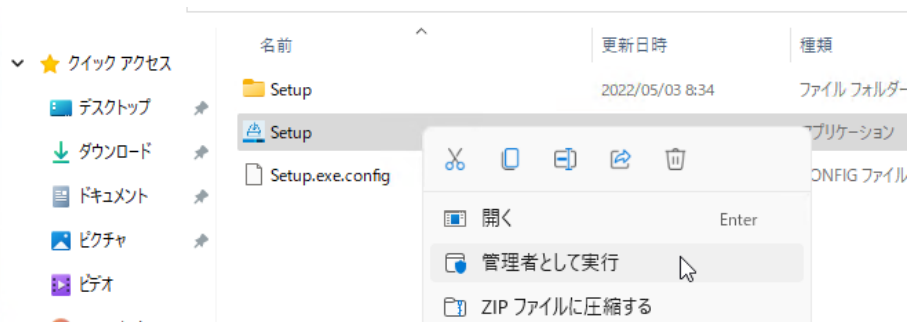 名前 更新日時 種類
クイック アクセス
Setup 2022/05/03 8:34 ファイル フォルダー
デスクトップ
Setup プリケーション
ダウンロード
Setup.exe.config ONFIG ファイル
ドキュメント
開く Enter
ピクチャ
管理者として実行
ビデオ
ZIP ファイルに圧縮する